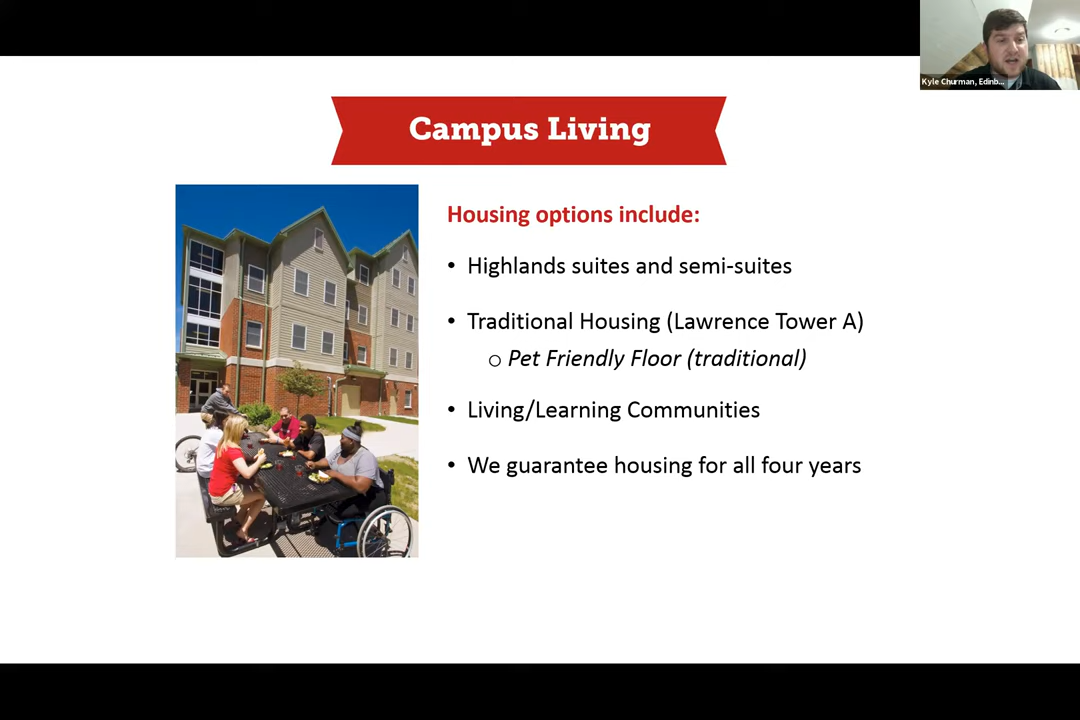 Kyle Churman, Edinb...
Campus Living
Housing options include:
• Highlands suites and semi-suites
• Traditional Housing (Lawrence Tower A)
o Pet Friendly Floor (traditional)
• Living/Learning Communities
• We guarantee housing for all four years